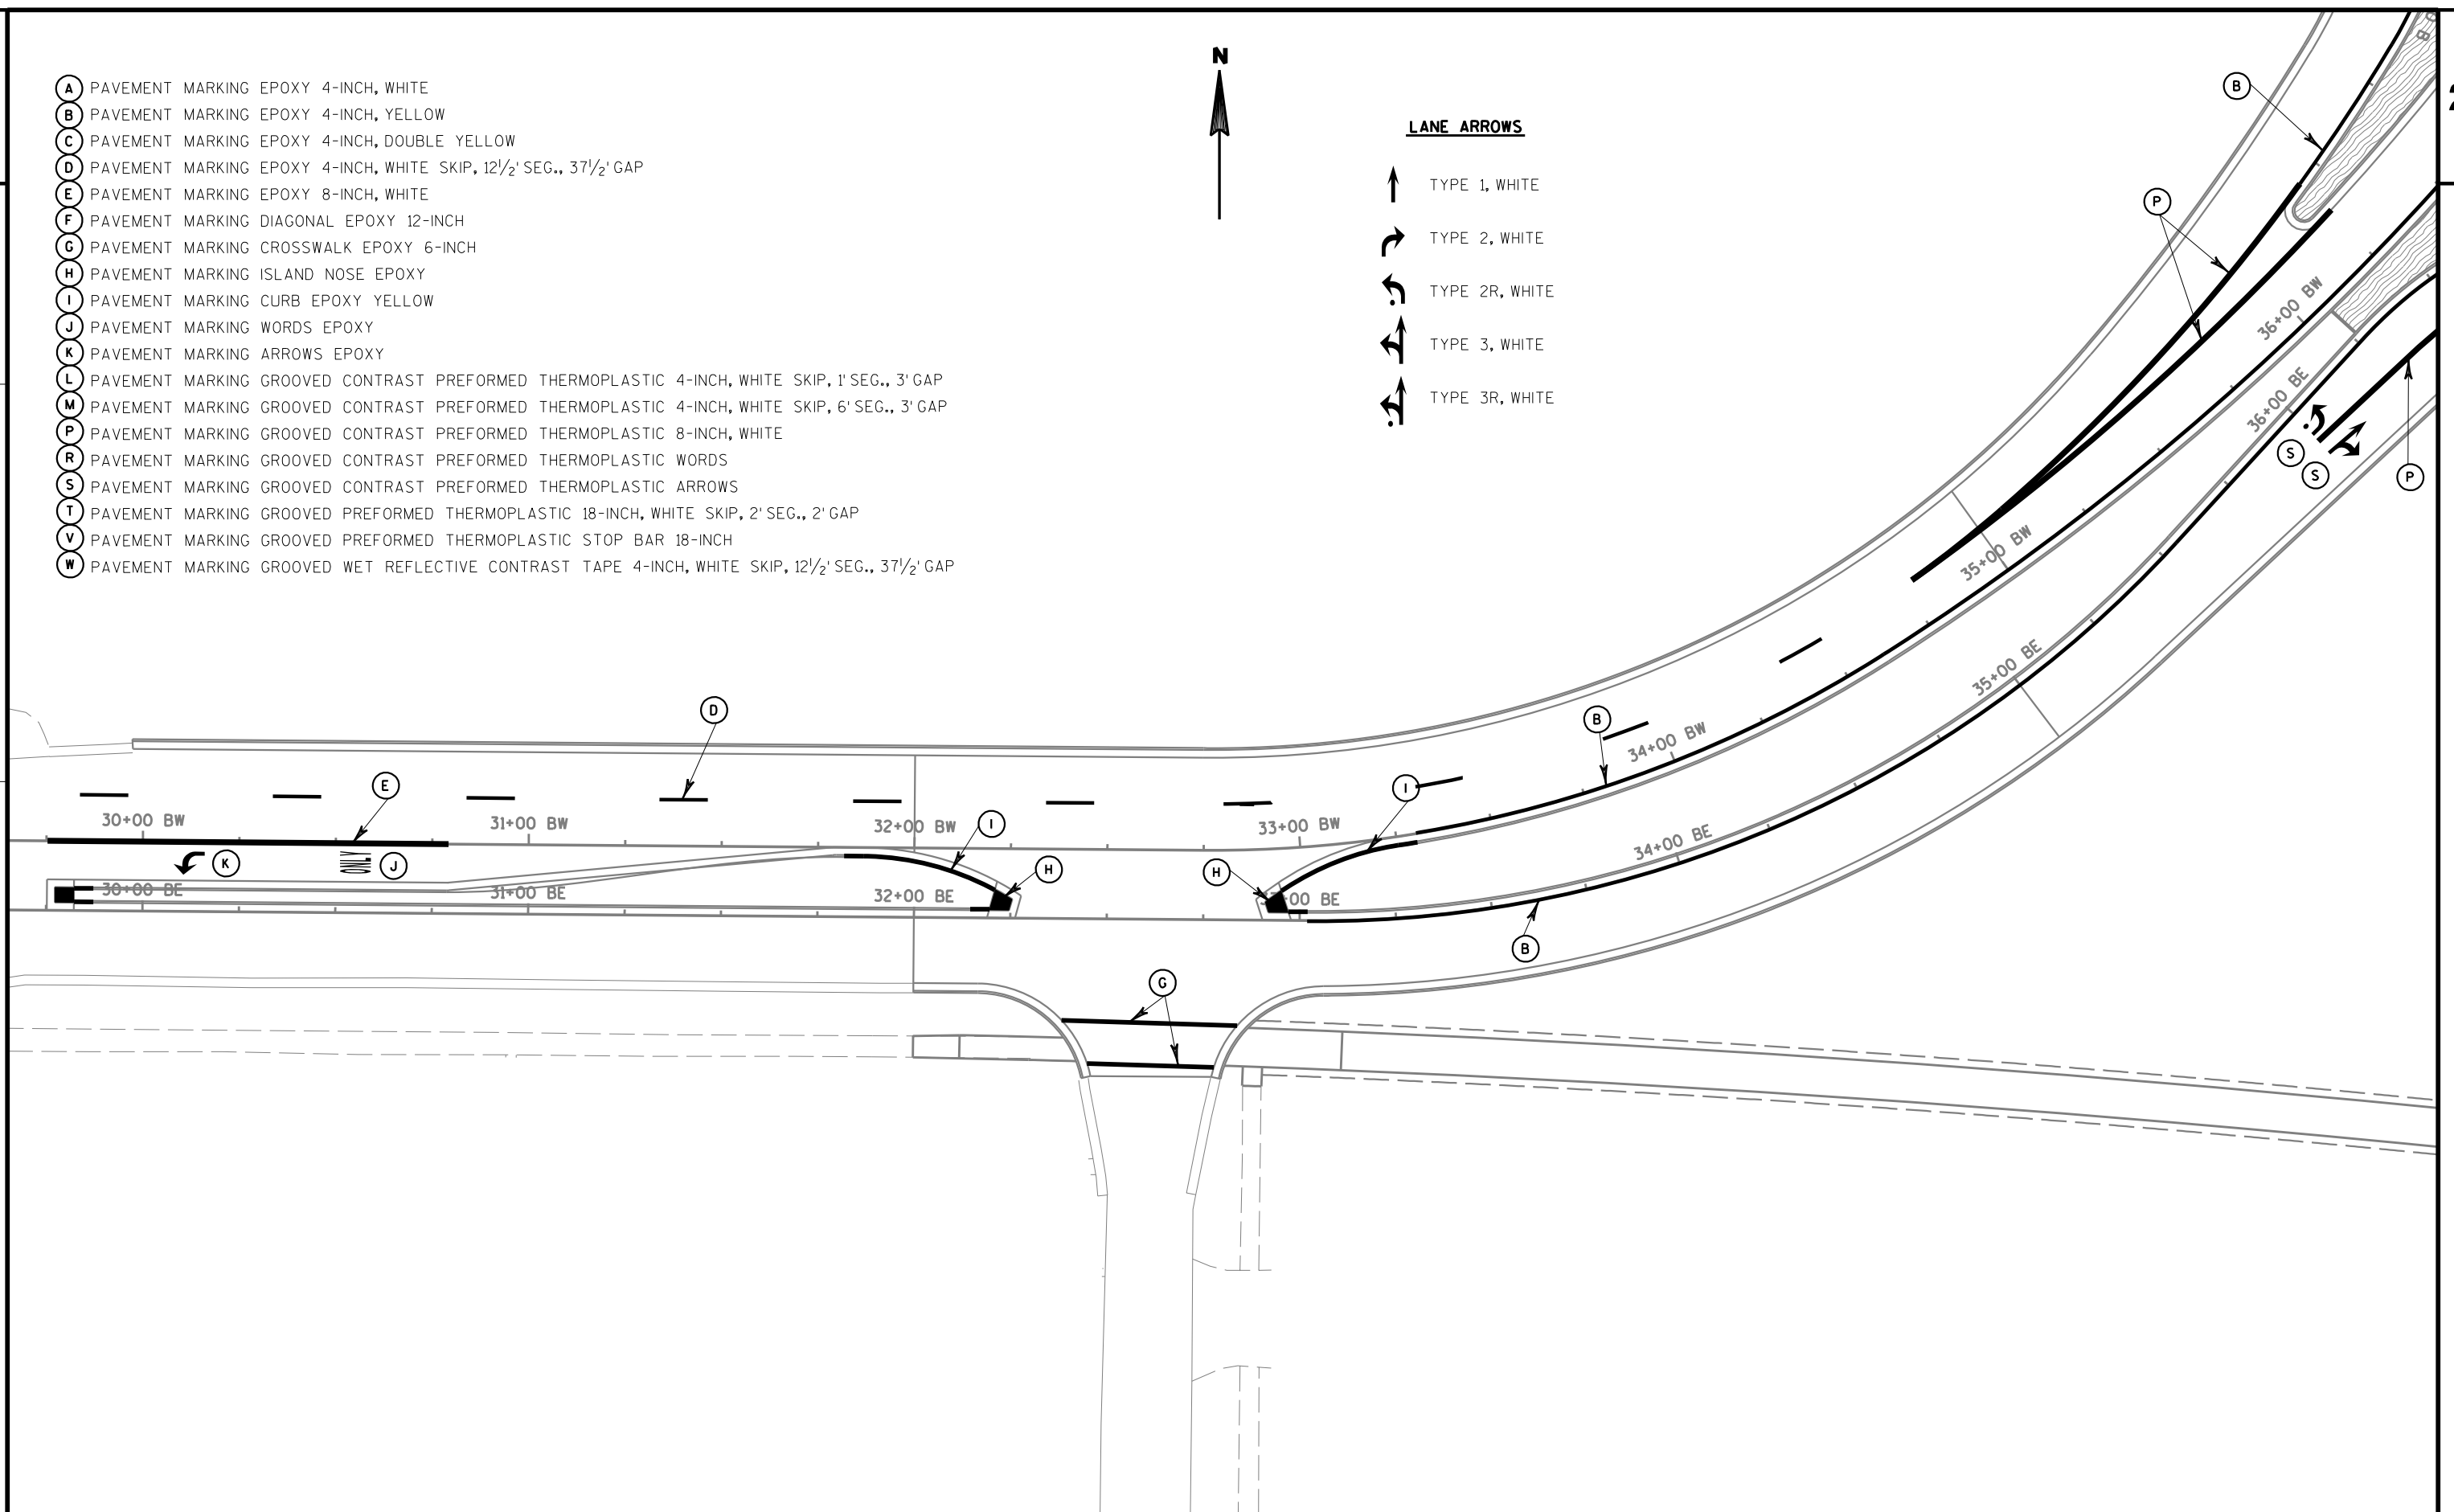 N
Ⓐ PAVEMENT MARKING EPOXY 4-INCH, WHITE
Ⓑ PAVEMENT MARKING EPOXY 4-INCH, YELLOW
Ⓒ PAVEMENT MARKING EPOXY 4-INCH, DOUBLE YELLOW
Ⓓ PAVEMENT MARKING EPOXY 4-INCH, WHITE SKIP, 12½' SEG., 37½' GAP
Ⓔ PAVEMENT MARKING EPOXY 8-INCH, WHITE
Ⓕ PAVEMENT MARKING DIAGONAL EPOXY 12-INCH
Ⓖ PAVEMENT MARKING CROSSWALK EPOXY 6-INCH
Ⓗ PAVEMENT MARKING ISLAND NOSE EPOXY
Ⓘ PAVEMENT MARKING CURB EPOXY YELLOW
Ⓙ PAVEMENT MARKING WORDS EPOXY
Ⓚ PAVEMENT MARKING ARROWS EPOXY
Ⓛ PAVEMENT MARKING GROOVED CONTRAST PREFORMED THERMOPLASTIC 4-INCH, WHITE SKIP, 1' SEG., 3' GAP
Ⓜ PAVEMENT MARKING GROOVED CONTRAST PREFORMED THERMOPLASTIC 4-INCH, WHITE SKIP, 6' SEG., 3' GAP
Ⓟ PAVEMENT MARKING GROOVED CONTRAST PREFORMED THERMOPLASTIC 8-INCH, WHITE
Ⓡ PAVEMENT MARKING GROOVED CONTRAST PREFORMED THERMOPLASTIC WORDS
Ⓢ PAVEMENT MARKING GROOVED CONTRAST PREFORMED THERMOPLASTIC ARROWS
Ⓣ PAVEMENT MARKING GROOVED PREFORMED THERMOPLASTIC 18-INCH, WHITE SKIP, 2' SEG., 2' GAP
Ⓥ PAVEMENT MARKING GROOVED PREFORMED THERMOPLASTIC STOP BAR 18-INCH
Ⓦ PAVEMENT MARKING GROOVED WET REFLECTIVE CONTRAST TAPE 4-INCH, WHITE SKIP, 12½' SEG., 37½' GAP
LANE ARROWS
TYPE 1, WHITE
TYPE 2, WHITE
TYPE 2R, WHITE
TYPE 3, WHITE
TYPE 3R, WHITE
B
B
P
36+00 BW
36+00 BE
S
S
P
35+00 BW
35+00 BE
D
B
34+00 BW
E
I
30+00 BW
31+00 BW
32+00 BW
I
33+00 BW
34+00 BE
K
J
H
H
30+00 BE
31+00 BE
32+00 BE
00 BE
B
G